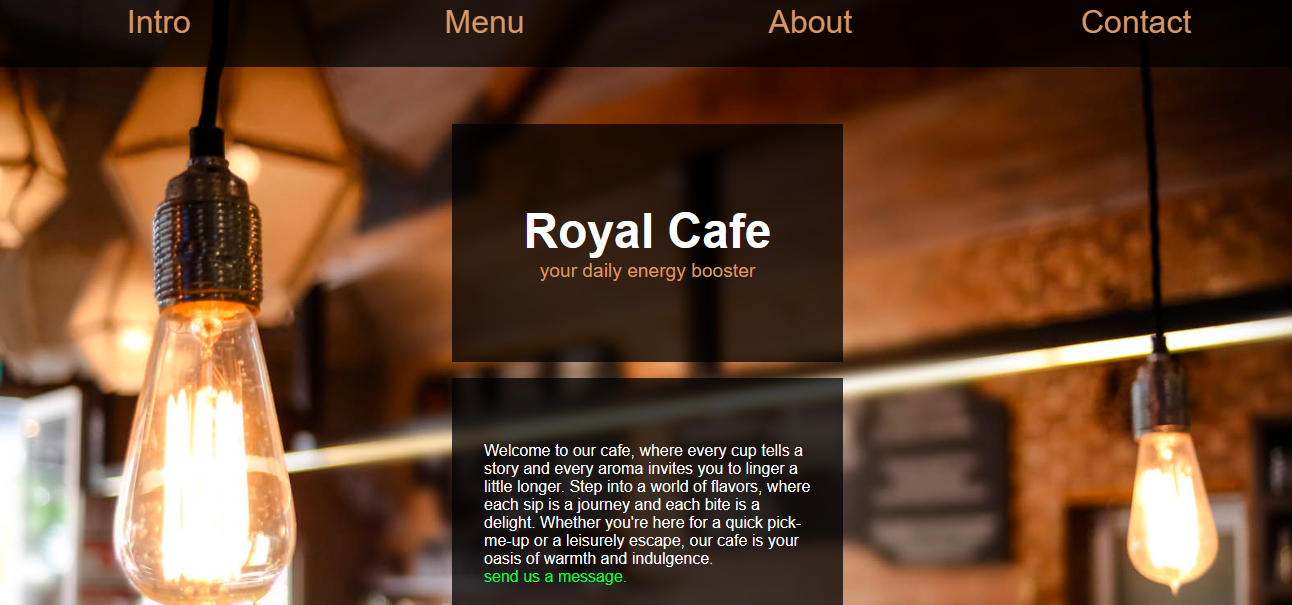 Intro Menu About Contact
Royal Cafe
your daily energy booster
Welcome to our cafe, where every cup tells a
story and every aroma invites you to linger a
little longer. Step into a world of flavors, where
each sip is a journey and each bite is a
delight. Whether you're here for a quick pick-
me-up or a leisurely escape, our cafe is your
oasis of warmth and indulgence.
send us a message.